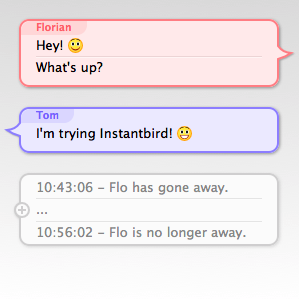 Florian
Hey! 🙂
What's up?
Tom
I'm trying Instantbird! 😀
10:43:06 – Flo has gone away.
...
10:56:02 – Flo is no longer away.